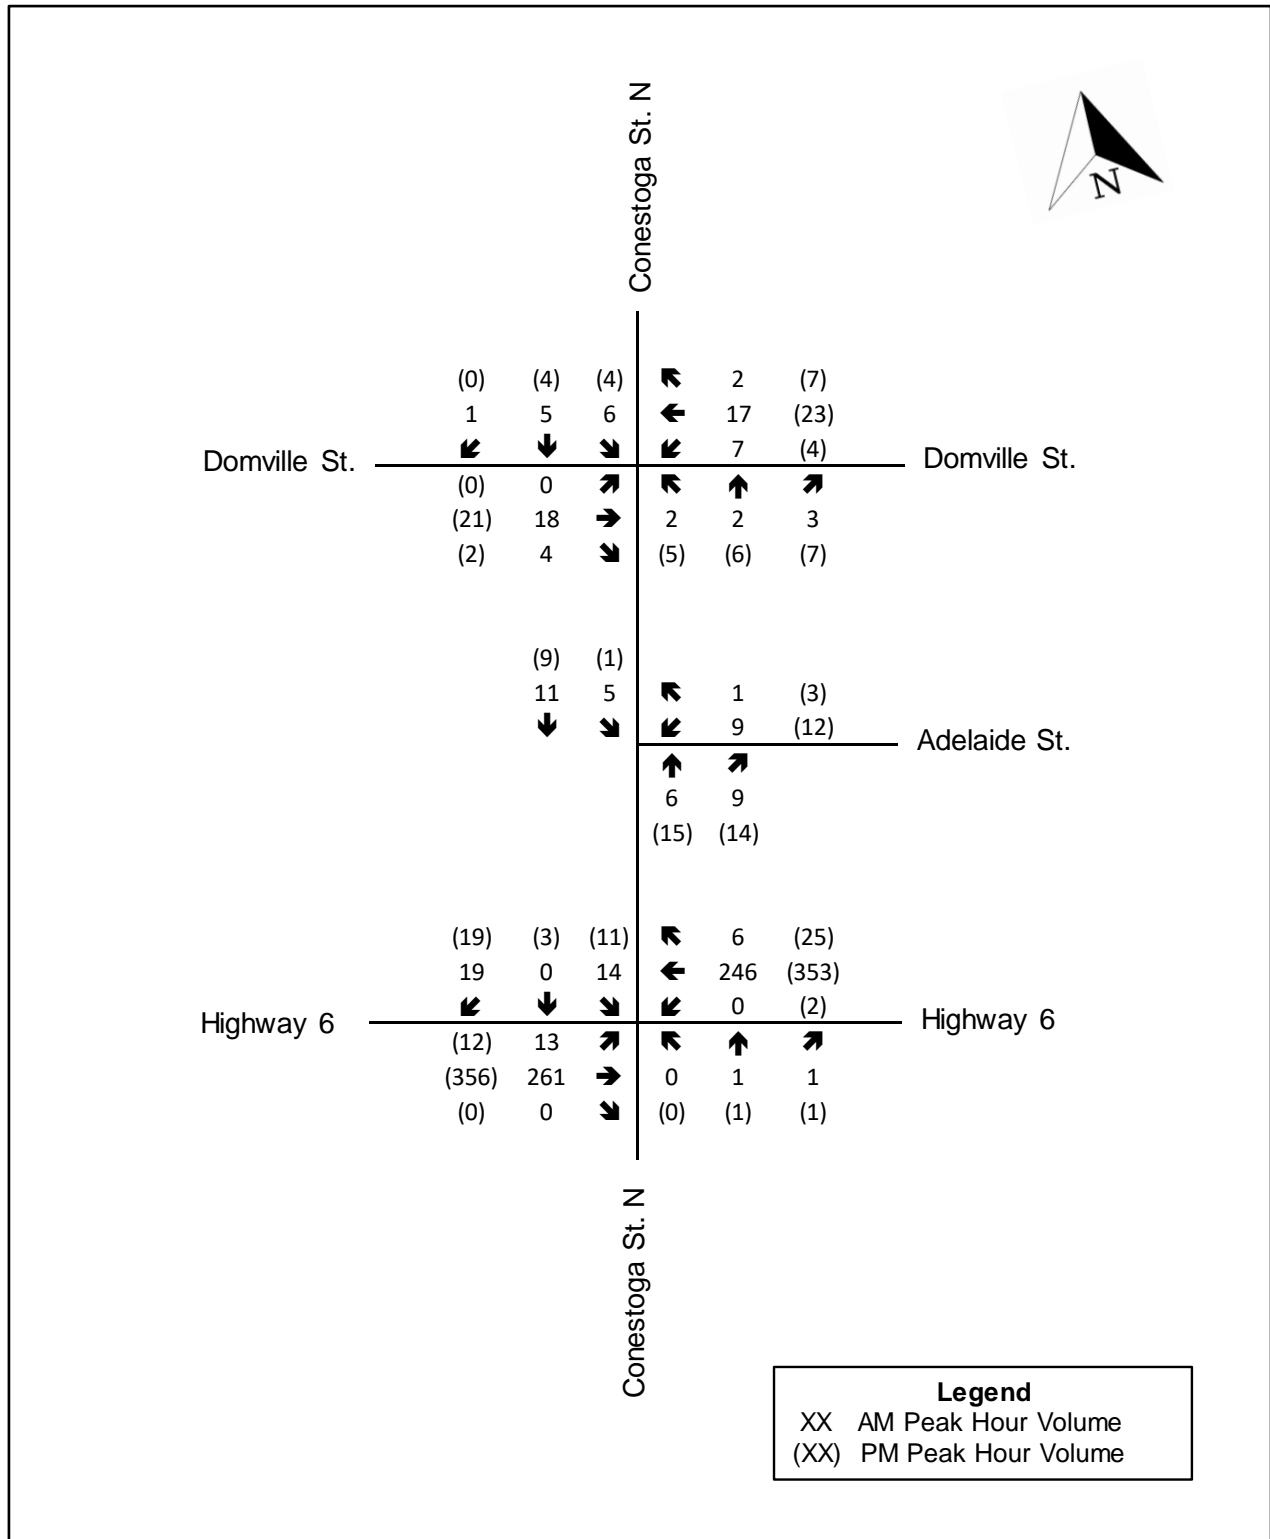 Conestoga St. N
N
(0) (4) (4) 2 (7)
1 5 6 17 (23)
7 (4)
Domville St. Domville St.
(0) 0
(21) 18 2 2 3
(2) 4 (5) (6) (7)
(9) (1)
11 5 1 (3)
9 (12)
Adelaide St.
6 9
(15) (14)
(19) (3) (11) 6 (25)
19 0 14 246 (353)
0 (2)
Highway 6 Highway 6
(12) 13
(356) 261 0 1 1
(0) 0 (0) (1) (1)
Conestoga St. N
Legend
XX AM Peak Hour Volume
(XX) PM Peak Hour Volume